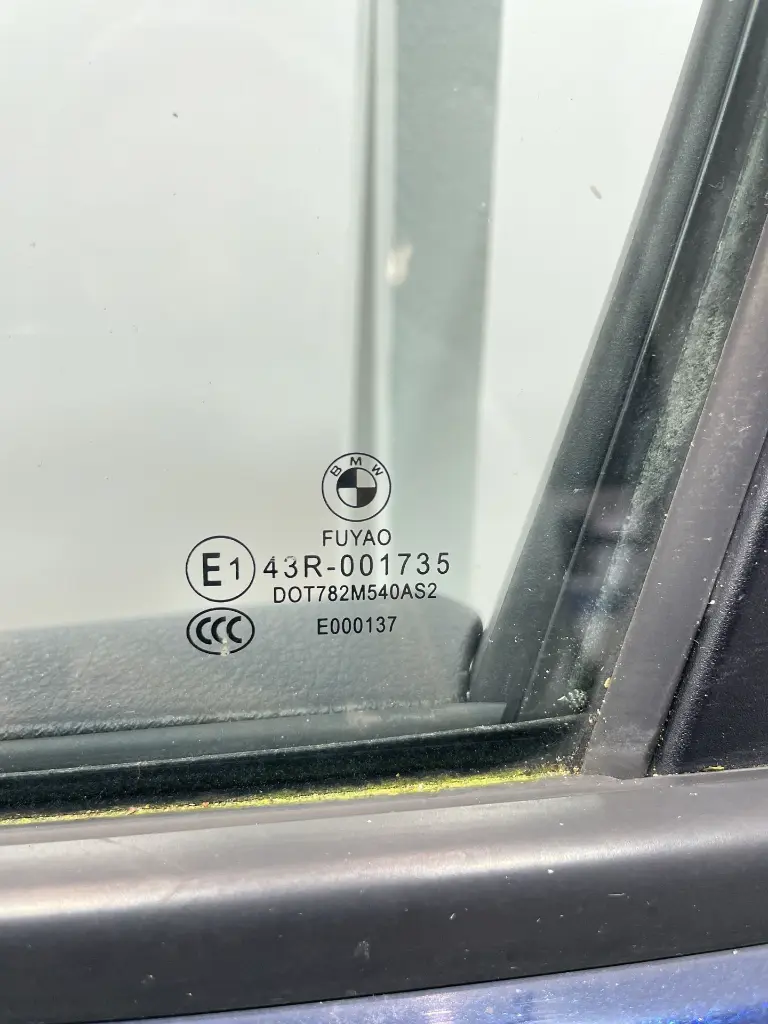 BMW
FUYAO
E1 43R-001735
DOT782M540AS2
CCC E000137